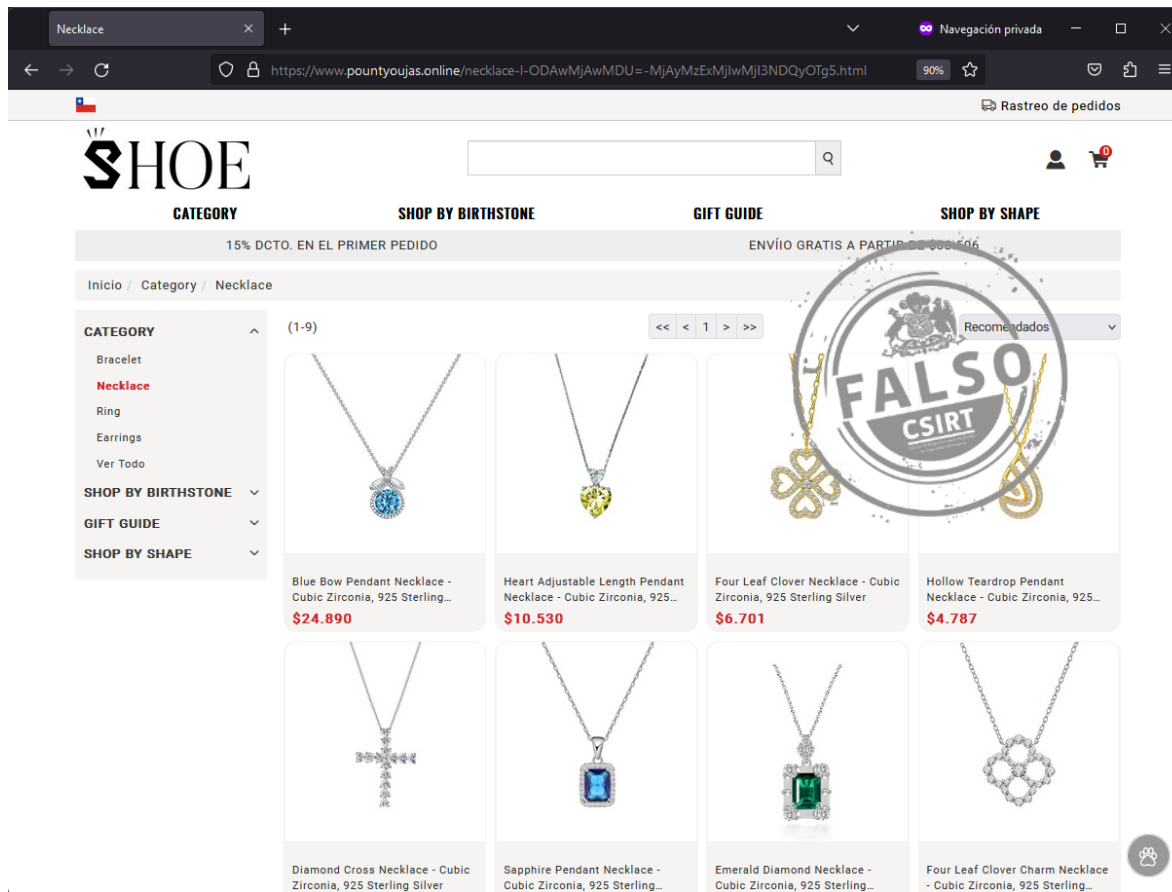 Necklace
Navegación privada
https://www.pountyoujas.online/necklace-l-ODAwMjAwMDU=-MjAyMzExMjIwMjI3NDQyOTg5.html
90%
Rastreo de pedidos
SHOE
0
CATEGORY
SHOP BY BIRTHSTONE
GIFT GUIDE
SHOP BY SHAPE
15% DCTO. EN EL PRIMER PEDIDO
ENVÍIO GRATIS A PARTIR DE
Inicio / Category / Necklace
CATEGORY
Bracelet
Necklace
Ring
Earrings
Ver Todo
SHOP BY BIRTHSTONE
GIFT GUIDE
SHOP BY SHAPE
(1-9)
<< < 1 > >>
Recomendados
FALSO
CSIRT
Blue Bow Pendant Necklace -
Cubic Zirconia, 925 Sterling...
$24.890
Heart Adjustable Length Pendant
Necklace - Cubic Zirconia, 925...
$10.530
Four Leaf Clover Necklace - Cubic
Zirconia, 925 Sterling Silver
$6.701
Hollow Teardrop Pendant
Necklace - Cubic Zirconia, 925...
$4.787
Diamond Cross Necklace - Cubic
Zirconia, 925 Sterling Silver
Sapphire Pendant Necklace -
Cubic Zirconia, 925 Sterling...
Emerald Diamond Necklace -
Cubic Zirconia, 925 Sterling...
Four Leaf Clover Charm Necklace
- Cubic Zirconia, 925 Sterling...